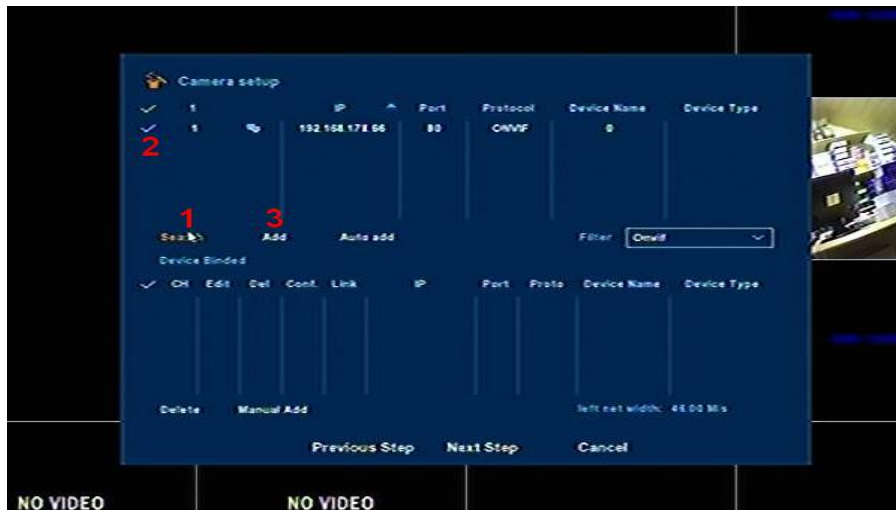 Camera setup
1 IP Port Protocol Device Name Device Type
1 192.168.178.66 80 ONVIF 0
2
1 3
Search Add Auto add Filter Onvif
Device Binded
CH Edit Del Conf. Link IP Port Proto Device Name Device Type
Delete Manual Add left net width: 46.00 M/s
Previous Step Next Step Cancel
NO VIDEO NO VIDEO